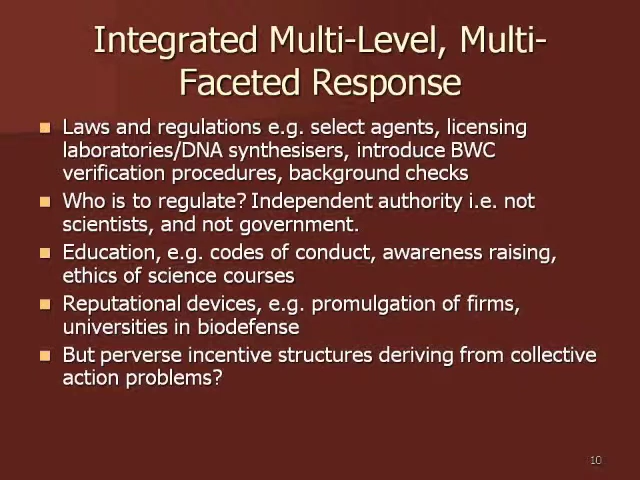 Integrated Multi-Level, Multi-
Faceted Response
Laws and regulations e.g. select agents, licensing
laboratories/DNA synthesisers, introduce BWC
verification procedures, background checks
Who is to regulate? Independent authority i.e. not
scientists, and not government.
Education, e.g. codes of conduct, awareness raising,
ethics of science courses
Reputational devices, e.g. promulgation of firms,
universities in biodefense
But perverse incentive structures deriving from collective
action problems?
10